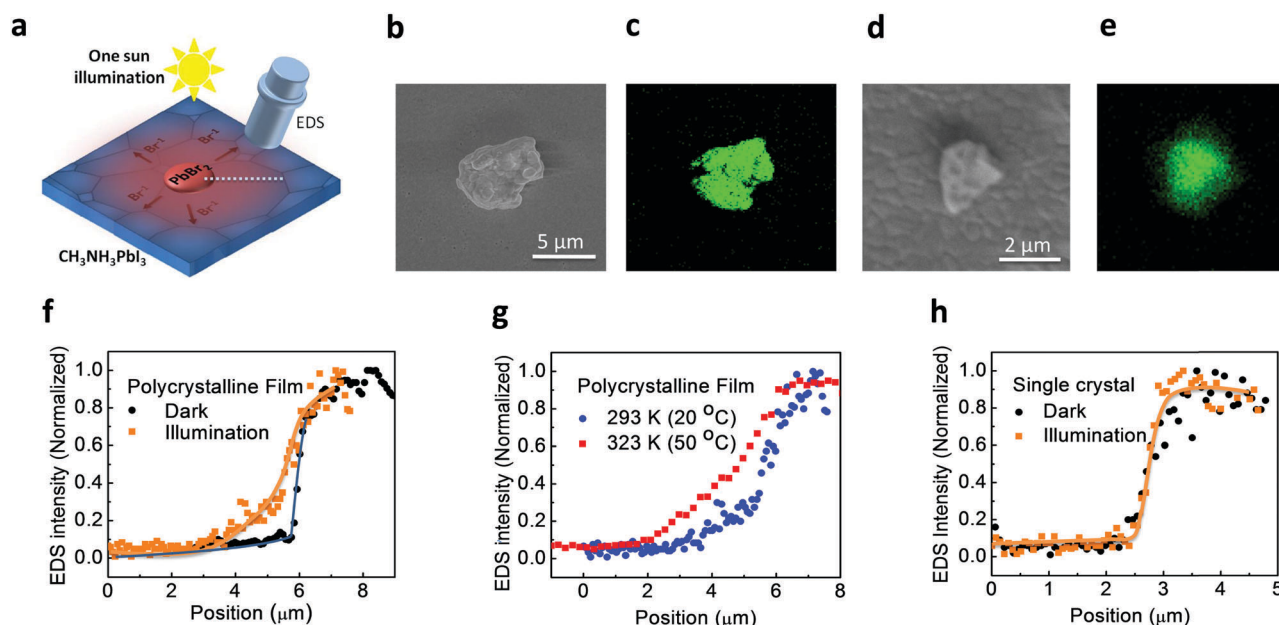 a
b
c
d
e
One sun
illumination
EDS
Br⁻¹
Br⁻¹
PbBr₂
Br⁻¹
Br⁻¹
CH₃NH₃PbI₃
5 μm
2 μm
f
g
h
EDS intensity (Normalized)
1.0
0.8
0.6
0.4
0.2
0.0
Polycrystalline Film
Dark
Illumination
0 2 4 6 8
Position (μm)
EDS intensity (Normalized)
1.0
0.8
0.6
0.4
0.2
0.0
Polycrystalline Film
293 K (20 °C)
323 K (50 °C)
0 2 4 6 8
Position (μm)
EDS Intensity (Normalized)
1.0
0.8
0.6
0.4
0.2
0.0
Single crystal
Dark
Illumination
0 1 2 3 4 5
Position (μm)